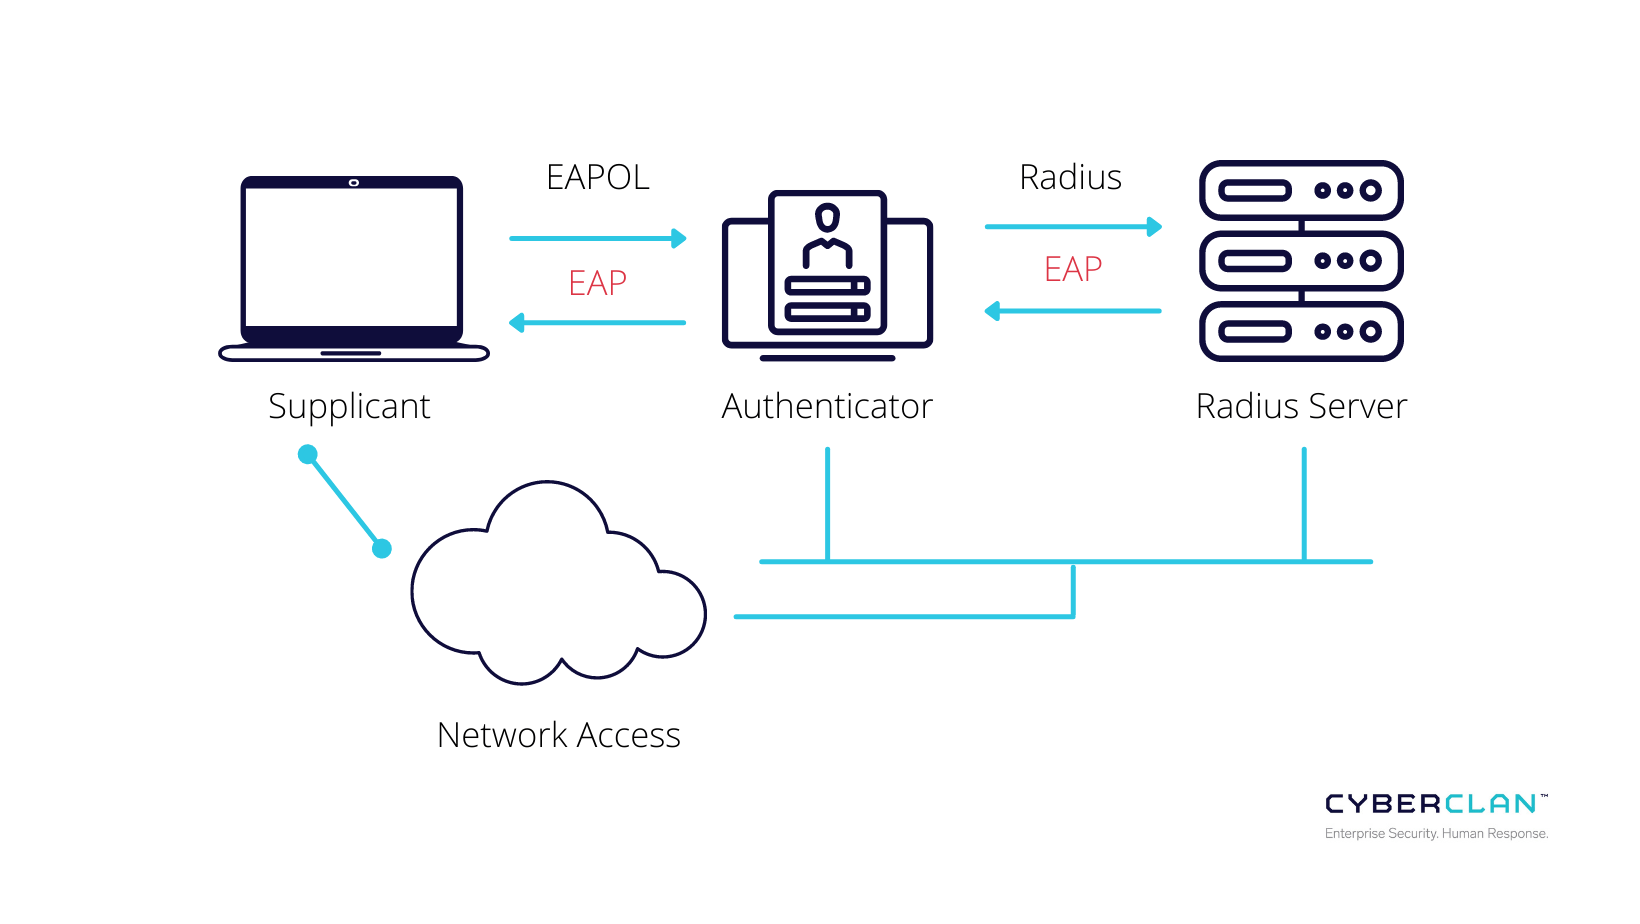 EAPOL
EAP
Radius
EAP
Supplicant
Authenticator
Radius Server
Network Access
CYBERCLAN™
Enterprise Security. Human Response.